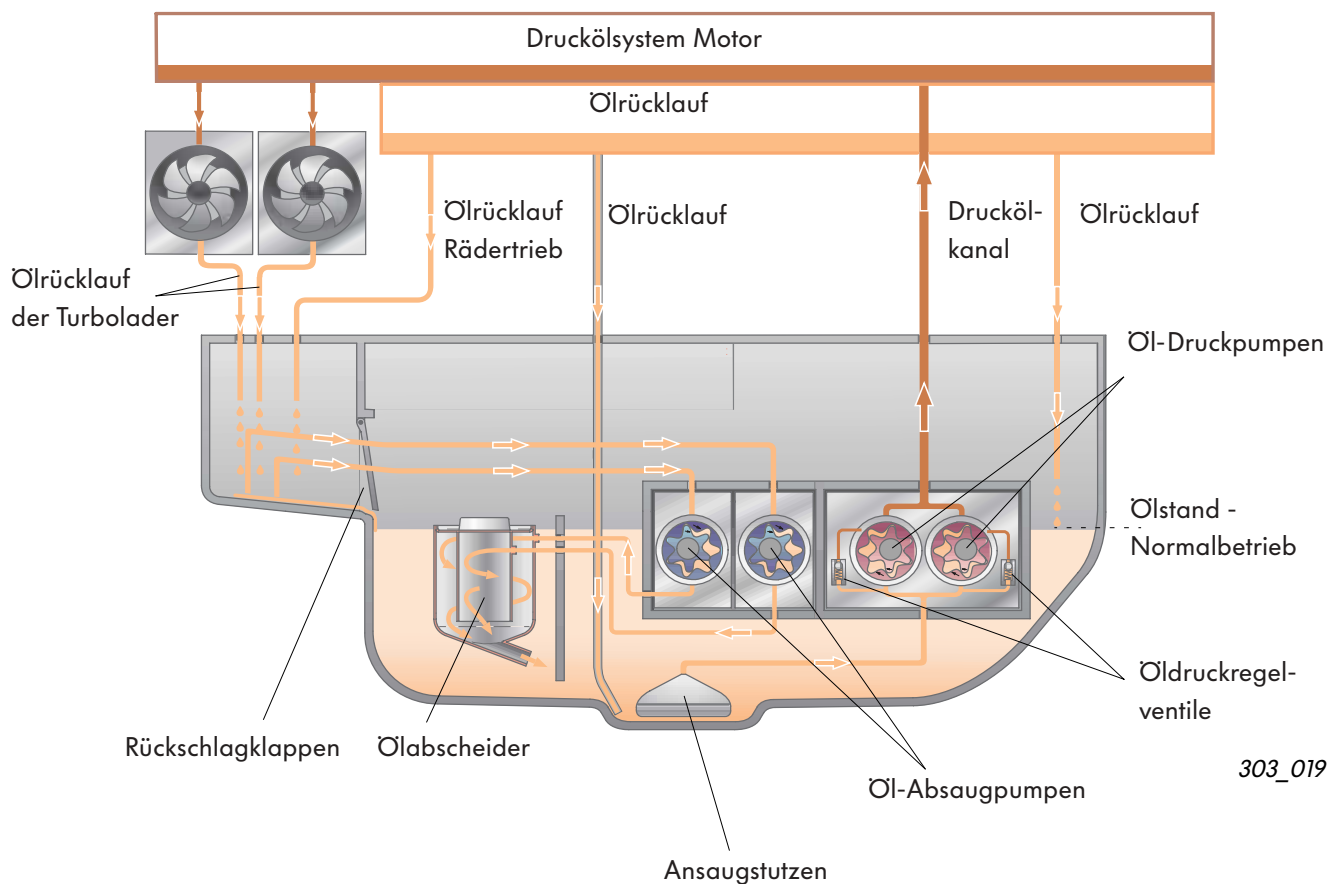 Druckölsystem Motor
Ölrücklauf
Ölrücklauf
Rädertrieb
Ölrücklauf
Drucköl-
kanal
Ölrücklauf
Ölrücklauf
der Turbolader
Öl-Druckpumpen
Ölstand -
Normalbetrieb
Öldruckregel-
ventile
Rückschlagklappen
Ölabscheider
Öl-Absaugpumpen
303_019
Ansaugstutzen